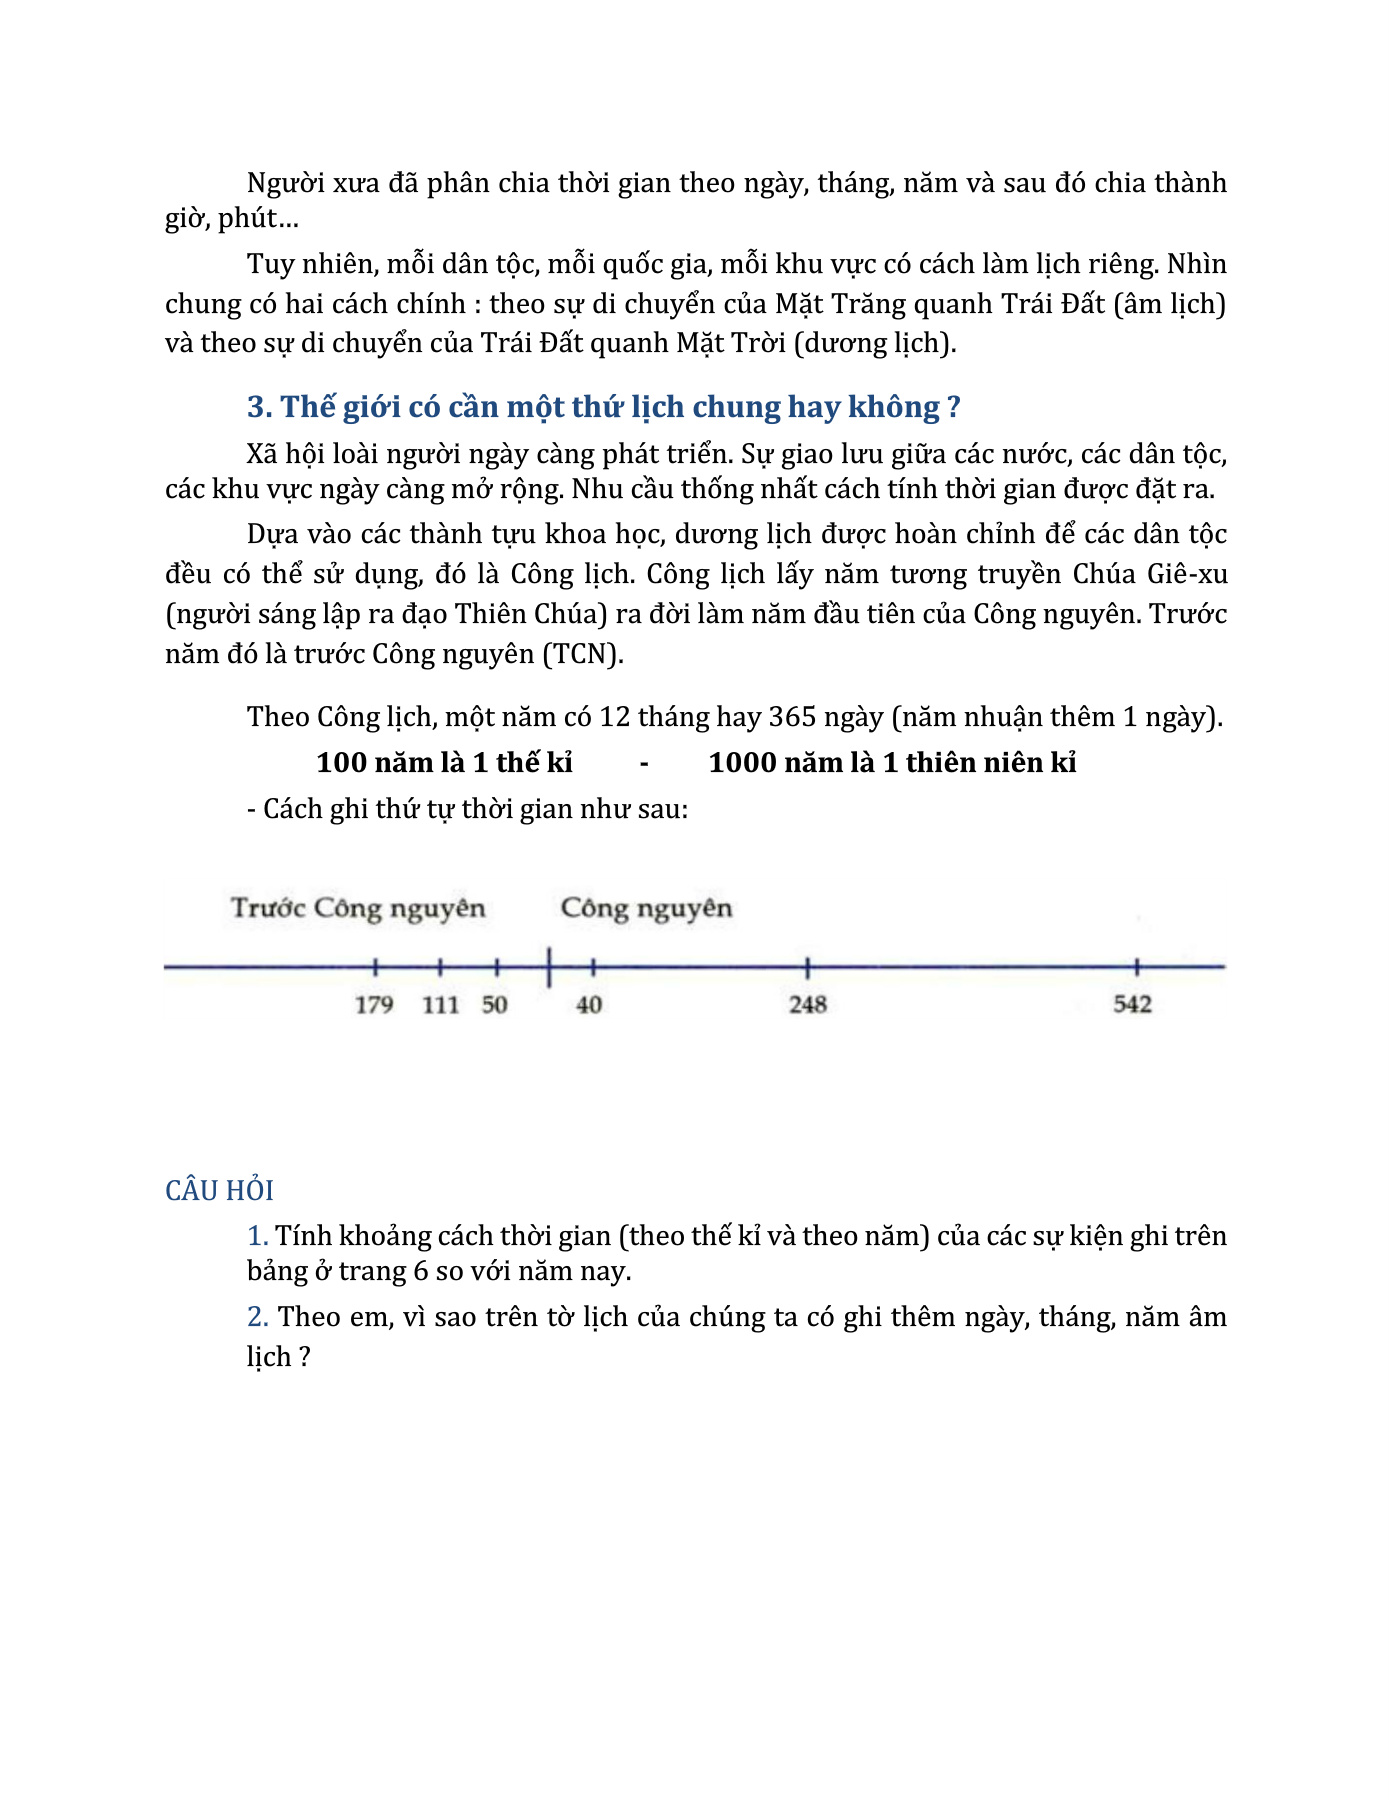 Người xưa đã phân chia thời gian theo ngày, tháng, năm và sau đó chia thành
giờ, phút...
Tuy nhiên, mỗi dân tộc, mỗi quốc gia, mỗi khu vực có cách làm lịch riêng. Nhìn
chung có hai cách chính : theo sự di chuyển của Mặt Trăng quanh Trái Đất (âm lịch)
và theo sự di chuyển của Trái Đất quanh Mặt Trời (dương lịch).
3. Thế giới có cần một thứ lịch chung hay không ?
Xã hội loài người ngày càng phát triển. Sự giao lưu giữa các nước, các dân tộc,
các khu vực ngày càng mở rộng. Nhu cầu thống nhất cách tính thời gian được đặt ra.
Dựa vào các thành tựu khoa học, dương lịch được hoàn chỉnh để các dân tộc
đều có thể sử dụng, đó là Công lịch. Công lịch lấy năm tương truyền Chúa Giê-xu
(người sáng lập ra đạo Thiên Chúa) ra đời làm năm đầu tiên của Công nguyên. Trước
năm đó là trước Công nguyên (TCN).
Theo Công lịch, một năm có 12 tháng hay 365 ngày (năm nhuận thêm 1 ngày).
100 năm là 1 thế kỉ - 1000 năm là 1 thiên niên kỉ
- Cách ghi thứ tự thời gian như sau:
Trước Công nguyên Công nguyên
179 111 50 40 248 542
CÂU HỎI
1. Tính khoảng cách thời gian (theo thế kỉ và theo năm) của các sự kiện ghi trên
bảng ở trang 6 so với năm nay.
2. Theo em, vì sao trên tờ lịch của chúng ta có ghi thêm ngày, tháng, năm âm
lịch ?